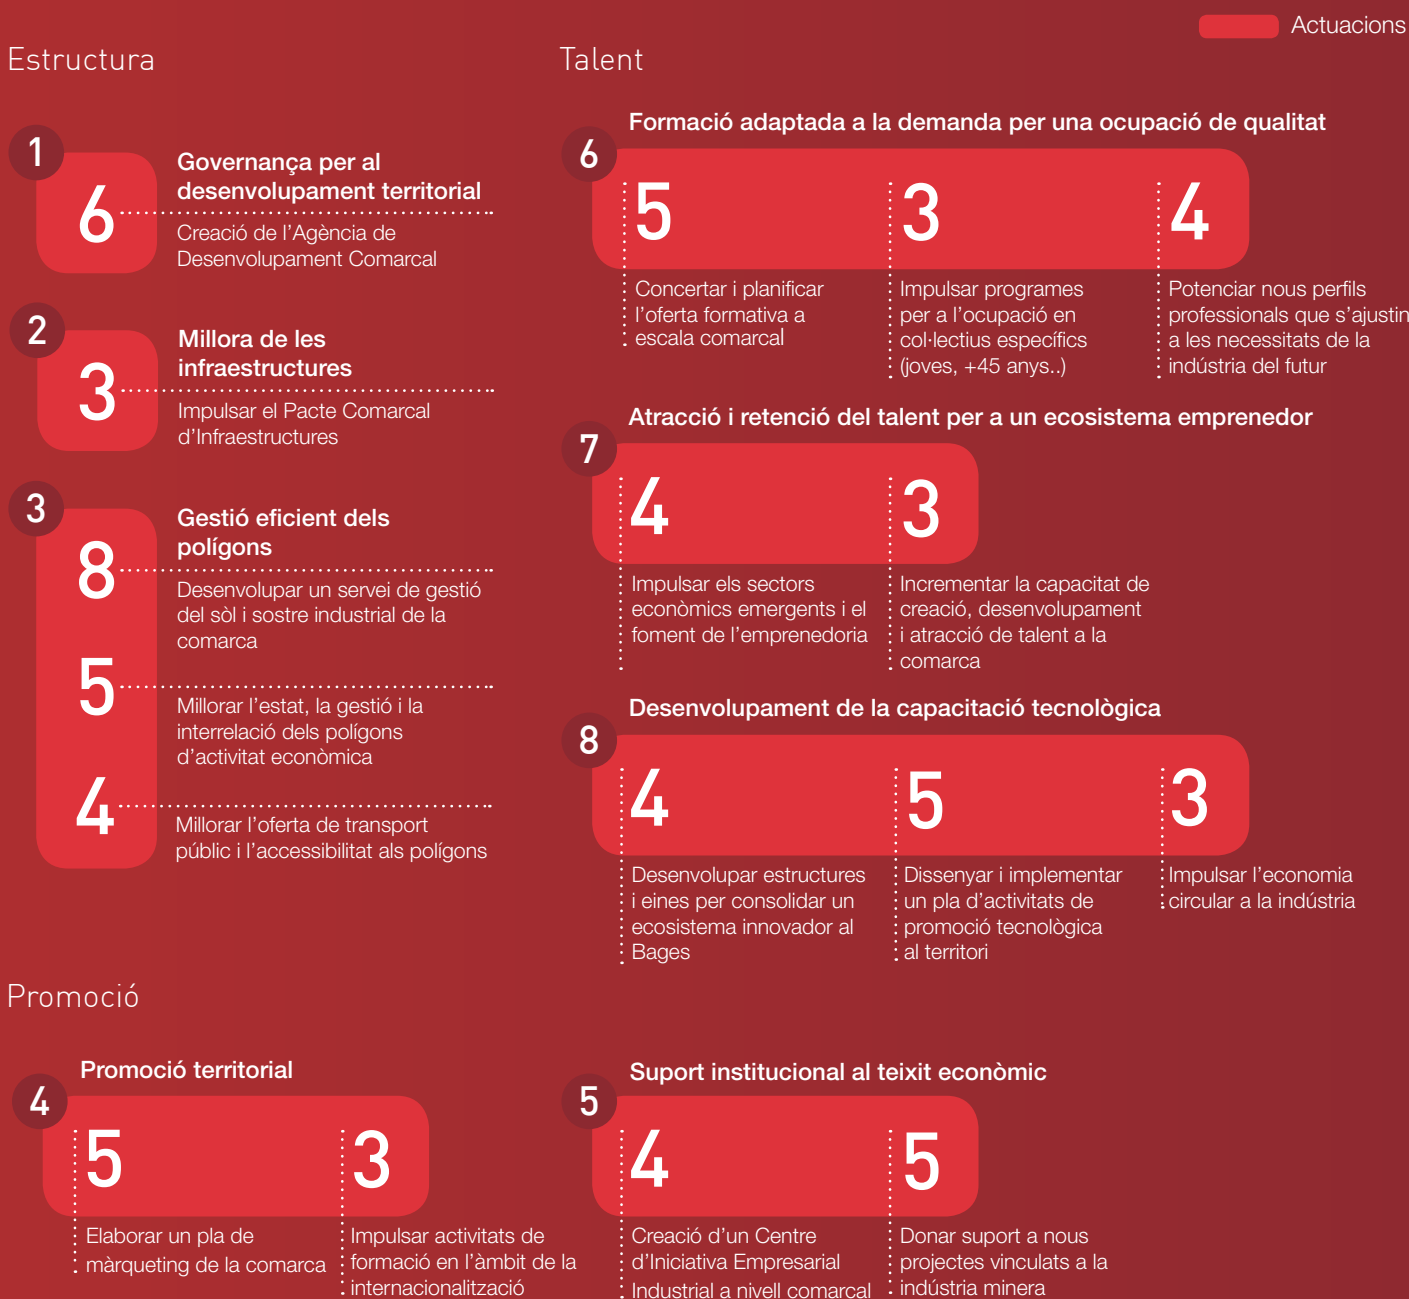 Actuacions
Estructura
1
6
Governança per al
desenvolupament territorial
Creació de l’Agència de
Desenvolupament Comarcal
2
3
Millora de les
infraestructures
Impulsar el Pacte Comarcal
d’Infraestructures
3
8
Gestió eficient dels
polígons
Desenvolupar un servei de gestió
del sòl i sostre industrial de la
comarca
5
Millorar l’estat, la gestió i la
interrelació dels polígons
d’activitat econòmica
4
Millorar l’oferta de transport
públic i l’accessibilitat als polígons
Talent
Formació adaptada a la demanda per una ocupació de qualitat
6
5
Concertar i planificar
l’oferta formativa a
escala comarcal
3
Impulsar programes
per a l’ocupació en
col·lectius específics
(joves, +45 anys..)
4
Potenciar nous perfils
professionals que s’ajustin
a les necessitats de la
indústria del futur
Atracció i retenció del talent per a un ecosistema emprenedor
7
4
Impulsar els sectors
econòmics emergents i el
foment de l’emprenedoria
3
Incrementar la capacitat de
creació, desenvolupament
i atracció de talent a la
comarca
Desenvolupament de la capacitació tecnològica
8
4
Desenvolupar estructures
i eines per consolidar un
ecosistema innovador al
Bages
5
Dissenyar i implementar
un pla d’activitats de
promoció tecnològica
al territori
3
Impulsar l’economia
circular a la indústria
Promoció
Promoció territorial
4
5
Elaborar un pla de
màrqueting de la comarca
3
Impulsar activitats de
formació en l’àmbit de la
internacionalització
Suport institucional al teixit econòmic
5
4
Creació d’un Centre
d’Iniciativa Empresarial
Industrial a nivell comarcal
5
Donar suport a nous
projectes vinculats a la
indústria minera